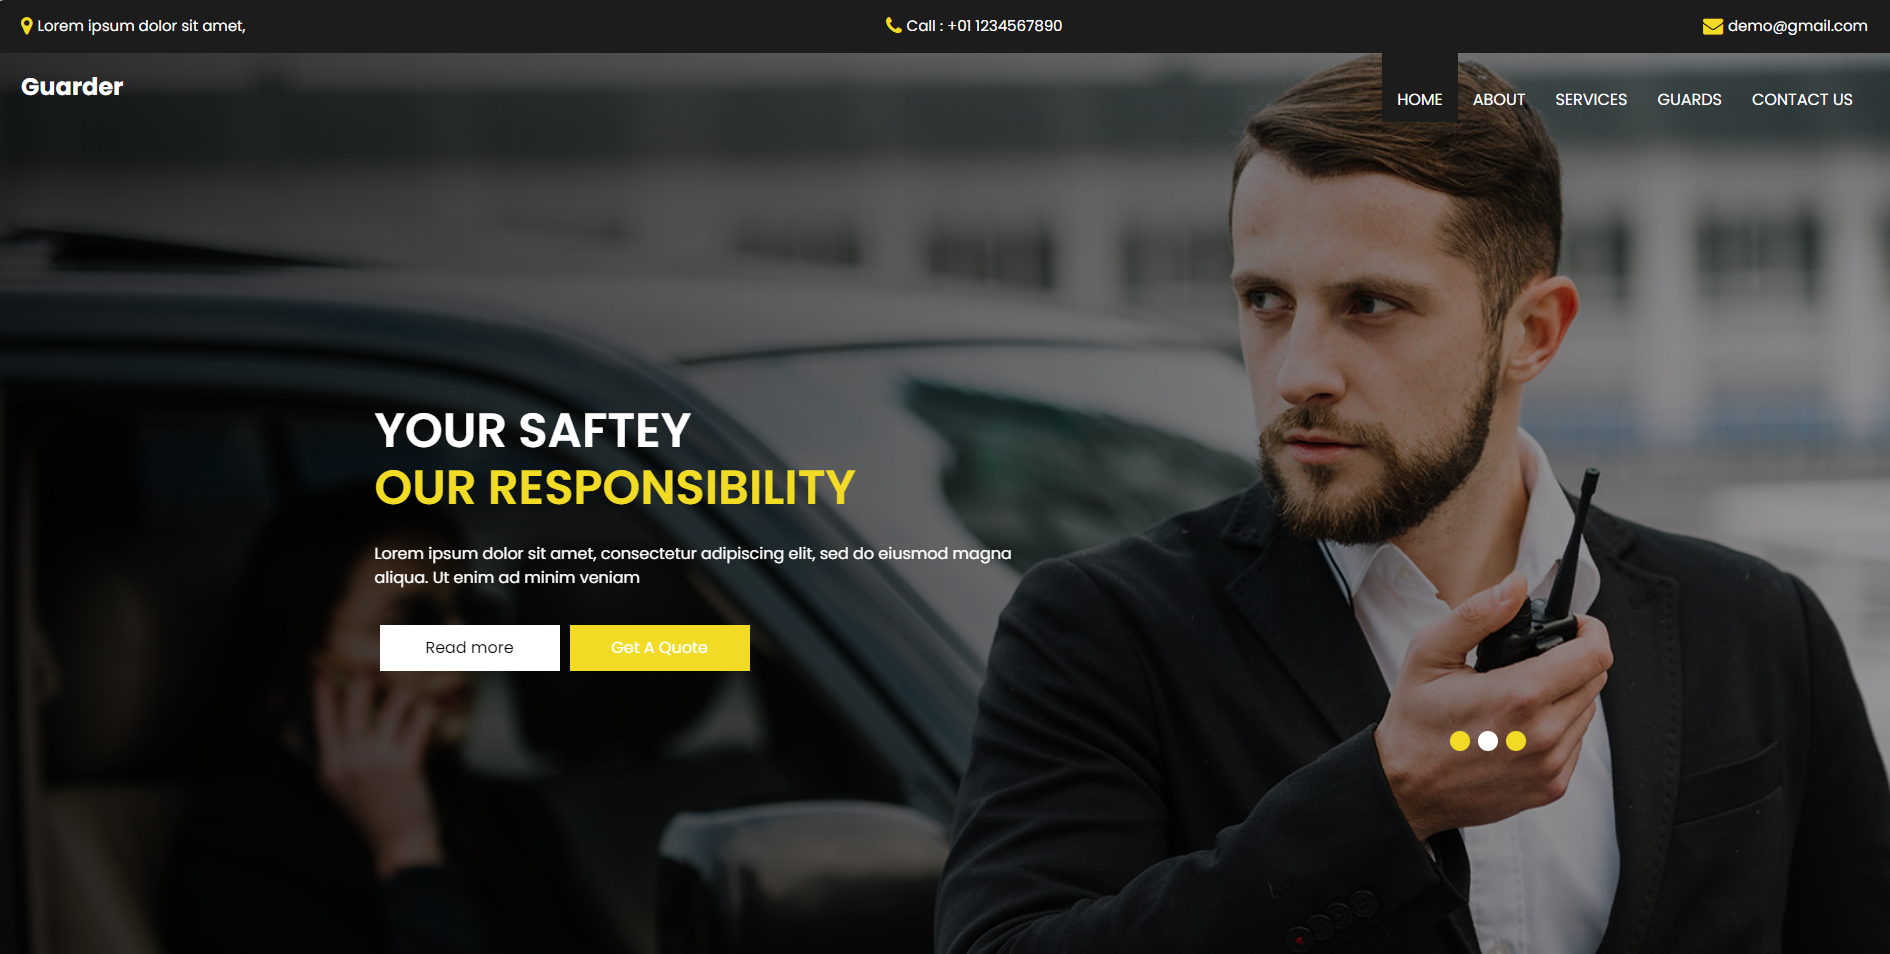 Lorem ipsum dolor sit amet,
Call : +01 1234567890
demo@gmail.com
Guarder
HOME
ABOUT
SERVICES
GUARDS
CONTACT US
YOUR SAFTEY
OUR RESPONSIBILITY
Lorem ipsum dolor sit amet, consectetur adipiscing elit, sed do eiusmod magna
aliqua. Ut enim ad minim veniam
Read more
Get A Quote